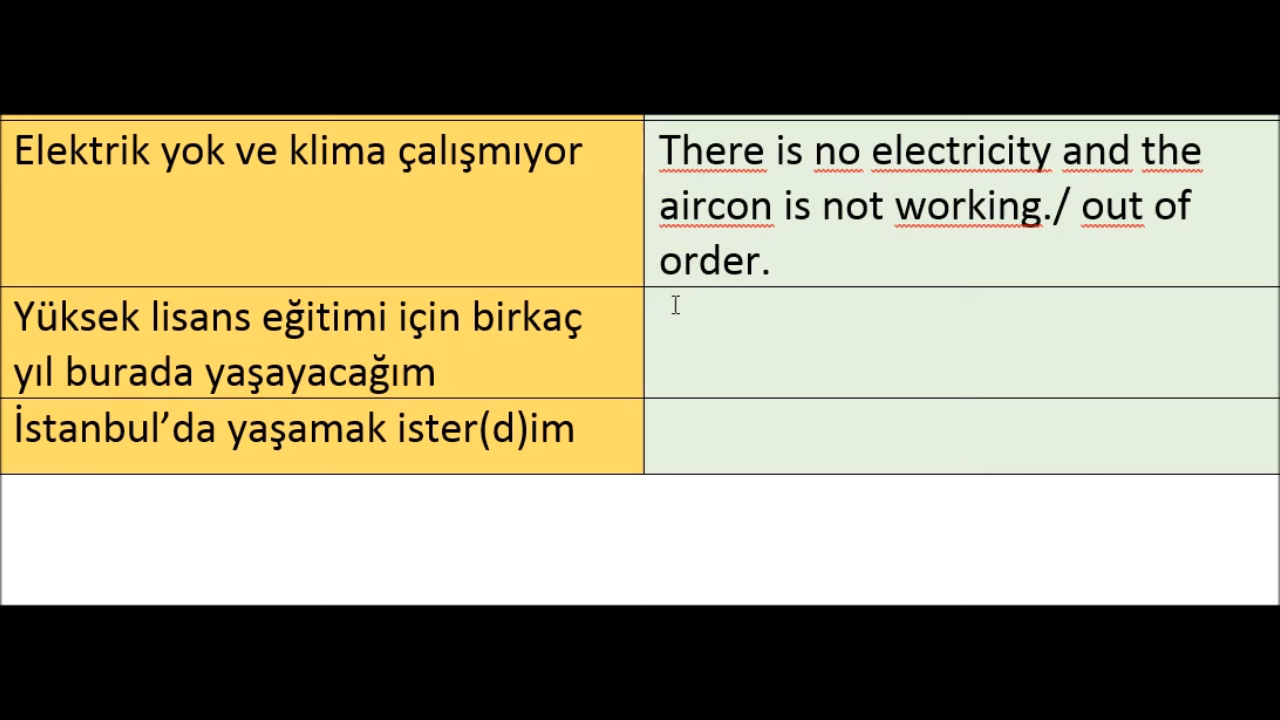 Elektrik yok ve klima çalışmıyor
There is no electricity and the
aircon is not working./ out of
order.
Yüksek lisans eğitimi için birkaç
yıl burada yaşayacağım
İstanbul’da yaşamak ister(d)im